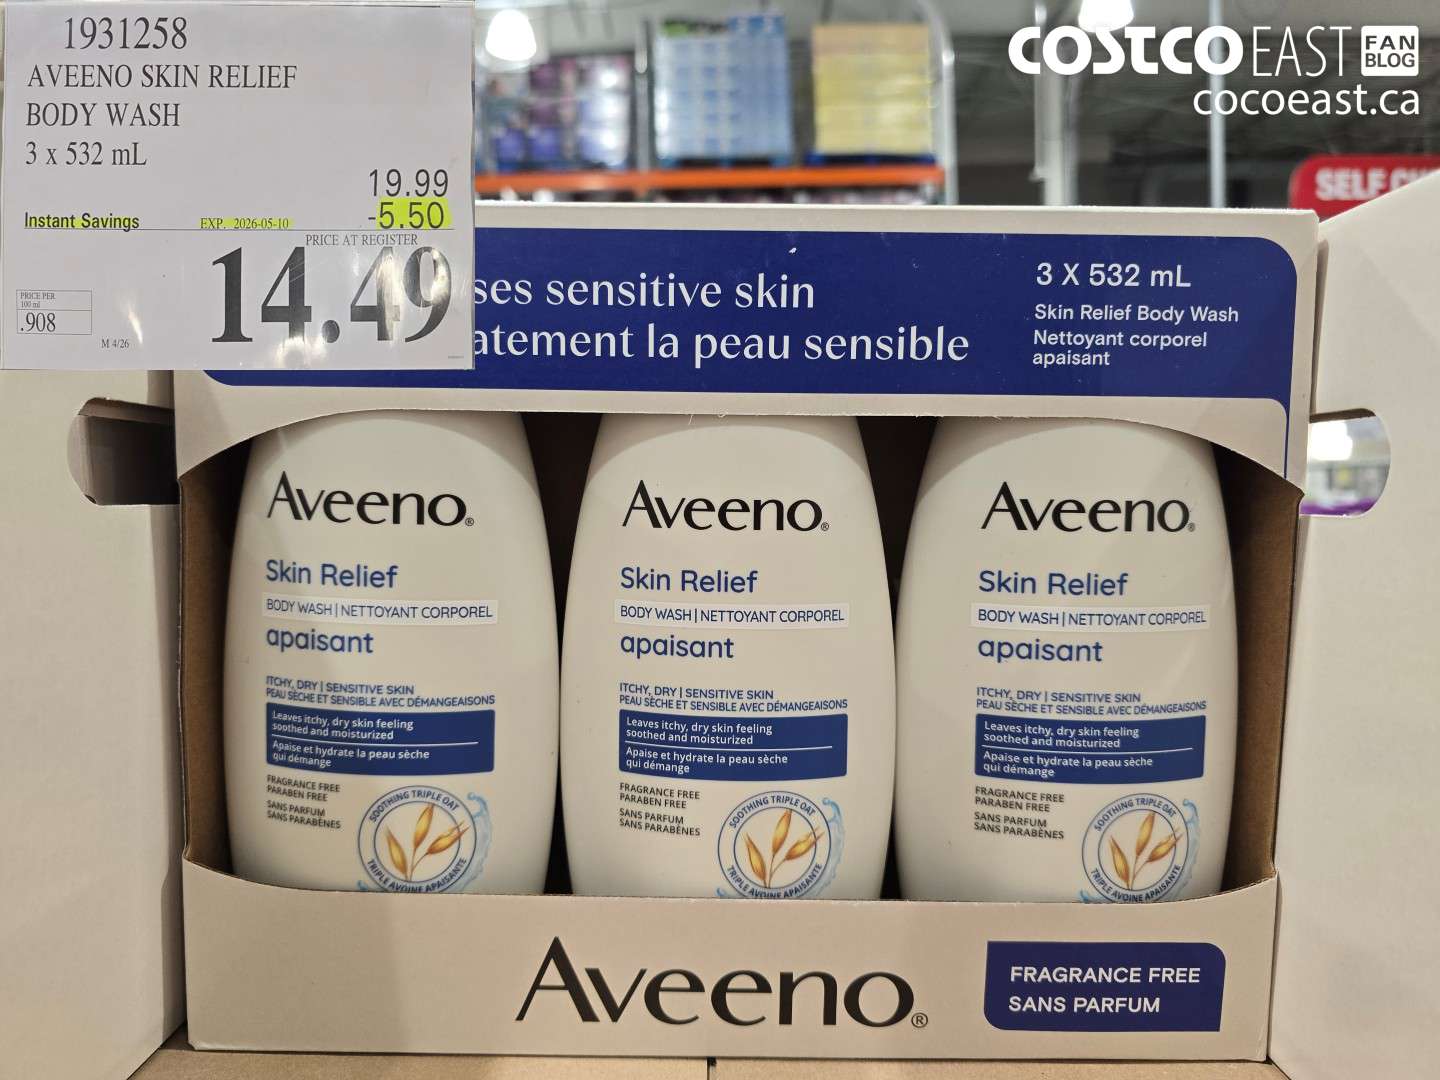 1931258
AVEENO SKIN RELIEF
BODY WASH
3 x 532 mL
19.99
Instant Savings EXP. 2026-05-10 -5.50
PRICE AT REGISTER
14.49
PRICE PER
100 ml
.908
M 4/26
COSTCO EAST FAN BLOG
cocoeast.ca
SELF
sensitive skin
la peau sensible
3 X 532 mL
Skin Relief Body Wash
Nettoyant corporel
apaisant
Aveeno®
Skin Relief
BODY WASH | NETTOYANT CORPOREL
apaisant
ITCHY, DRY | SENSITIVE SKIN
PEAU SÈCHE ET SENSIBLE AVEC DÉMANGEAISONS
Leaves itchy, dry skin feeling
soothed and moisturized
Apaise et hydrate la peau sèche
qui démange
FRAGRANCE FREE
PARABEN FREE
SANS PARFUM
SANS PARABÈNES
SOOTHING TRIPLE OAT
TRIPLE AVOINE APAISANTE
Aveeno®
Skin Relief
BODY WASH | NETTOYANT CORPOREL
apaisant
ITCHY, DRY | SENSITIVE SKIN
PEAU SÈCHE ET SENSIBLE AVEC DÉMANGEAISONS
Leaves itchy, dry skin feeling
soothed and moisturized
Apaise et hydrate la peau sèche
qui démange
FRAGRANCE FREE
PARABEN FREE
SANS PARFUM
SANS PARABÈNES
SOOTHING TRIPLE OAT
TRIPLE AVOINE APAISANTE
Aveeno®
Skin Relief
BODY WASH | NETTOYANT CORPOREL
apaisant
ITCHY, DRY | SENSITIVE SKIN
PEAU SÈCHE ET SENSIBLE AVEC DÉMANGEAISONS
Leaves itchy, dry skin feeling
soothed and moisturized
Apaise et hydrate la peau sèche
qui démange
FRAGRANCE FREE
PARABEN FREE
SANS PARFUM
SANS PARABÈNES
SOOTHING TRIPLE OAT
TRIPLE AVOINE APAISANTE
Aveeno®
FRAGRANCE FREE
SANS PARFUM